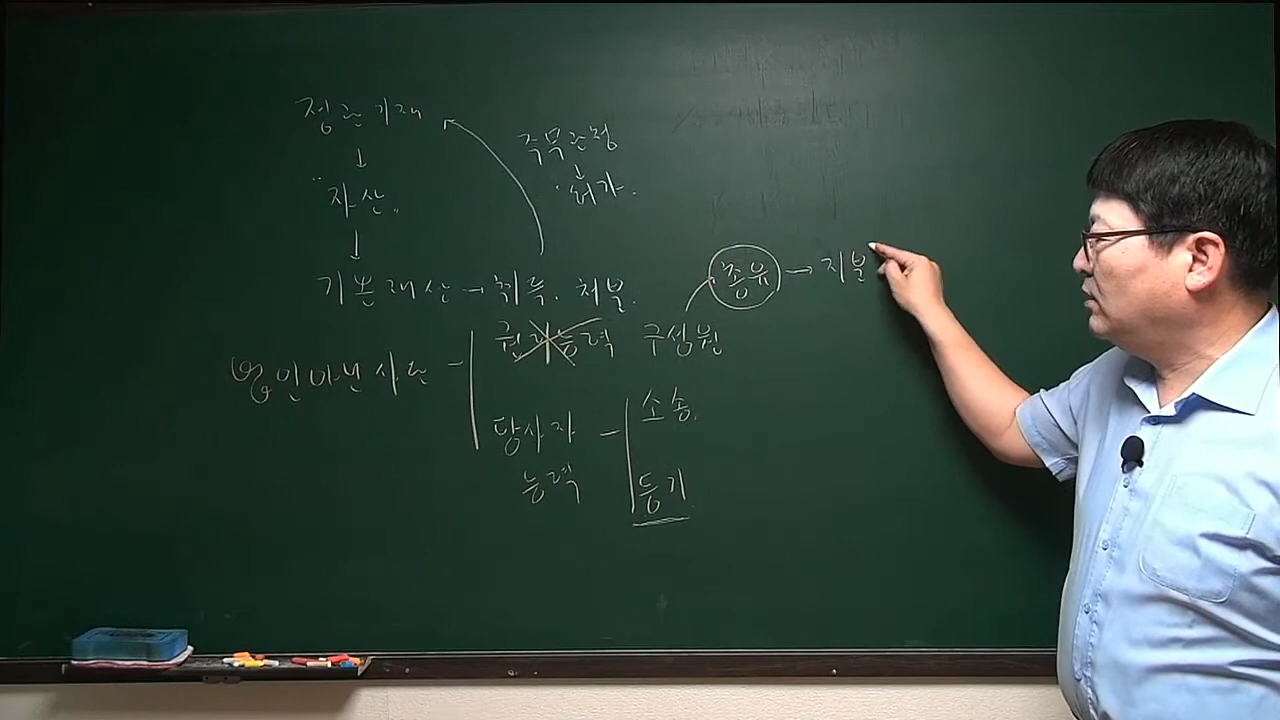 정관기재
↓
"자산"
↓
기본재산 → 취득. 처분.
주무관청
↓
허가.
법인아닌사단 - 권리능력 구성원
총유 → 지분
당사자 능력 - 소송.
등기